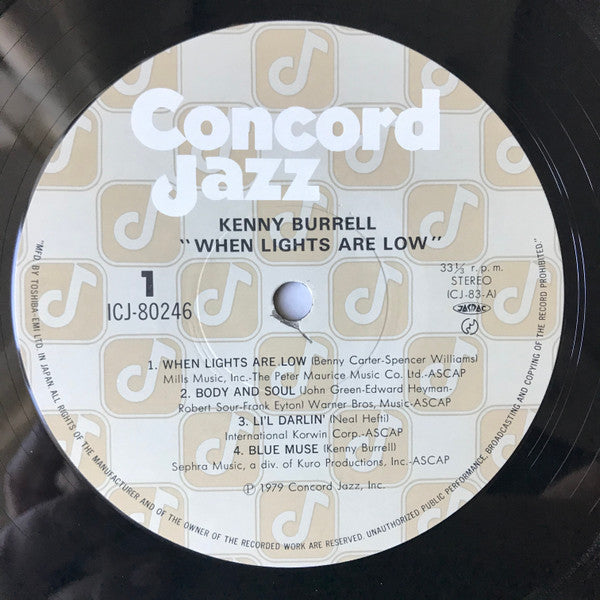 Concord
Jazz
KENNY BURRELL
"WHEN LIGHTS ARE LOW"
1
ICJ-80246
33⅓ r.p.m.
STEREO
(ICJ-83-A)
JASRAC
1. WHEN LIGHTS ARE LOW (Benny Carter-Spencer Williams)
Mills Music, Inc.-The Peter Maurice Music Co. Ltd.-ASCAP
2. BODY AND SOUL (John Green-Edward Heyman-
Robert Sour-Frank Eyton) Warner Bros, Music-ASCAP
3. LI'L DARLIN' (Neal Hefti)
International Korwin Corp.-ASCAP
4. BLUE MUSE (Kenny Burrell)
Sephra Music, a div. of Kuro Productions, Inc.-ASCAP
Ⓟ 1979 Concord Jazz, Inc.
"MFD BY TOSHIBA EMI LTD. IN JAPAN. ALL RIGHTS OF THE MANUFACTURER AND OF THE OWNER OF THE RECORDED WORK ARE RESERVED. UNAUTHORIZED PUBLIC PERFORMANCE, BROADCASTING AND COPYING OF THE RECORD PROHIBITED."